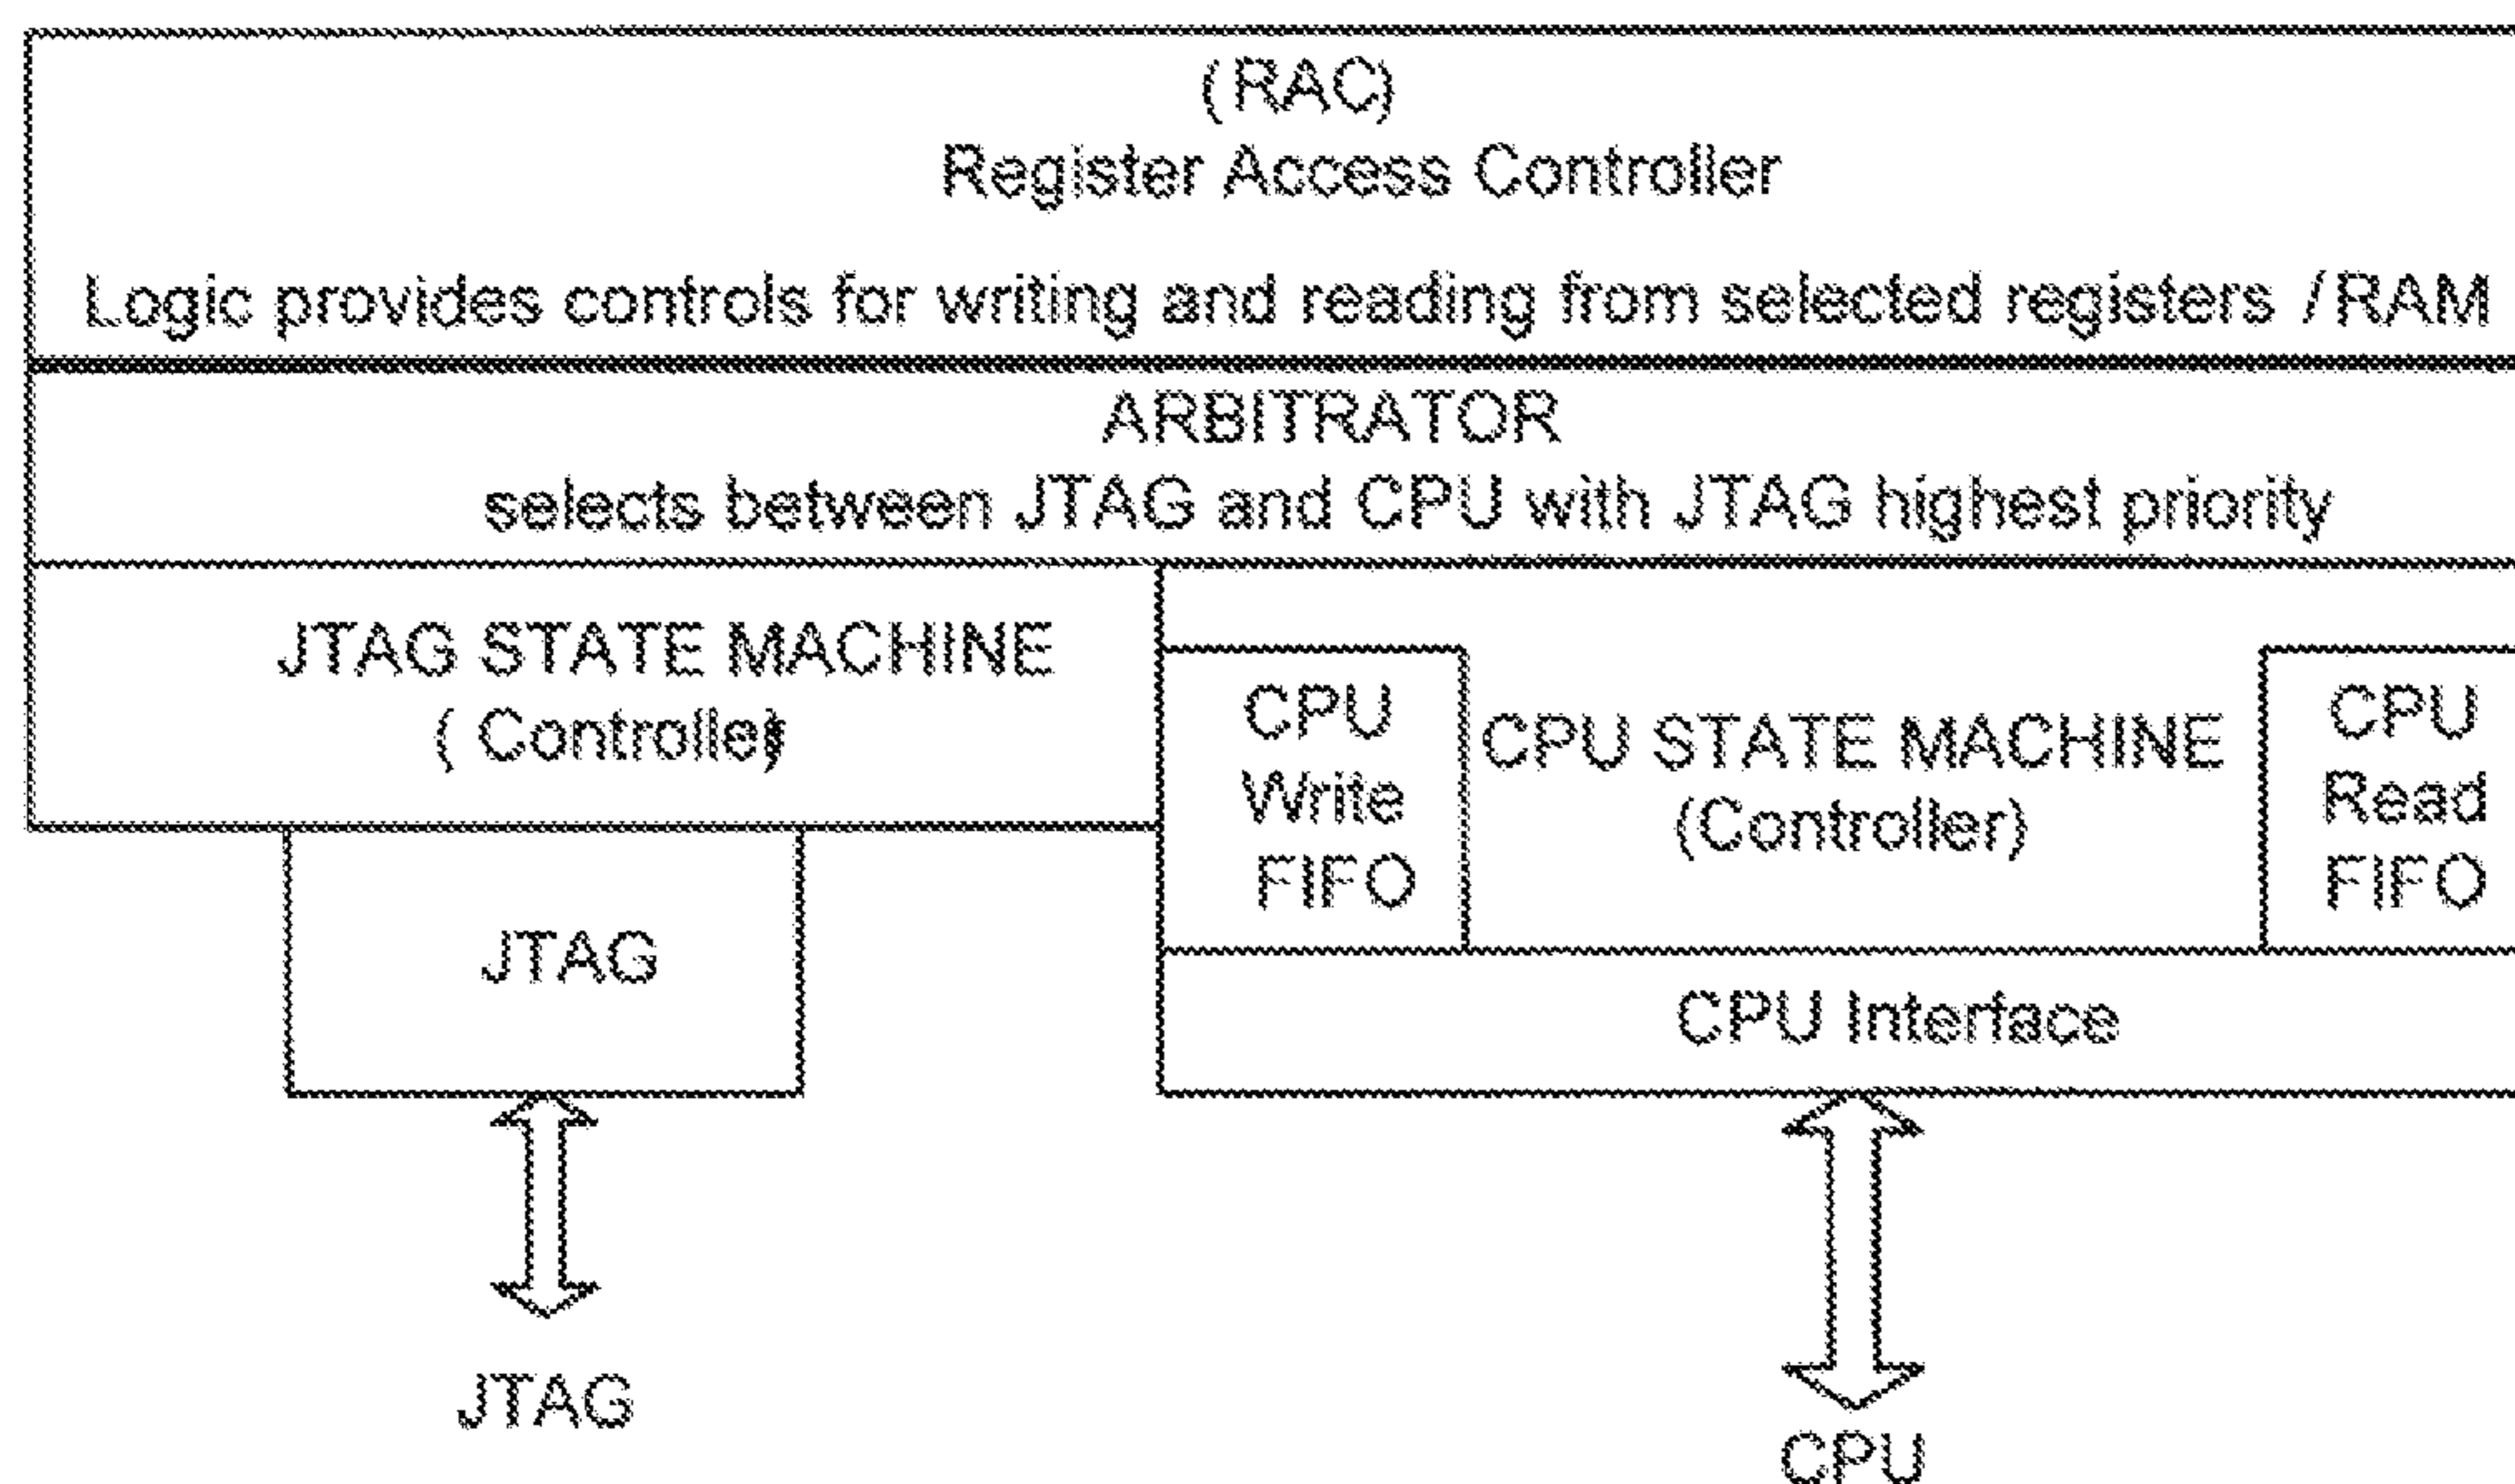 (RAC)
Register Access Controller
Logic provides controls for writing and reading from selected registers / RAM
ARBITRATOR
selects between JTAG and CPU with JTAG highest priority
JTAG STATE MACHINE
( Controller)
CPU
Write
FIFO
CPU STATE MACHINE
(Controller)
CPU
Read
FIFO
JTAG
CPU Interface
JTAG
CPU